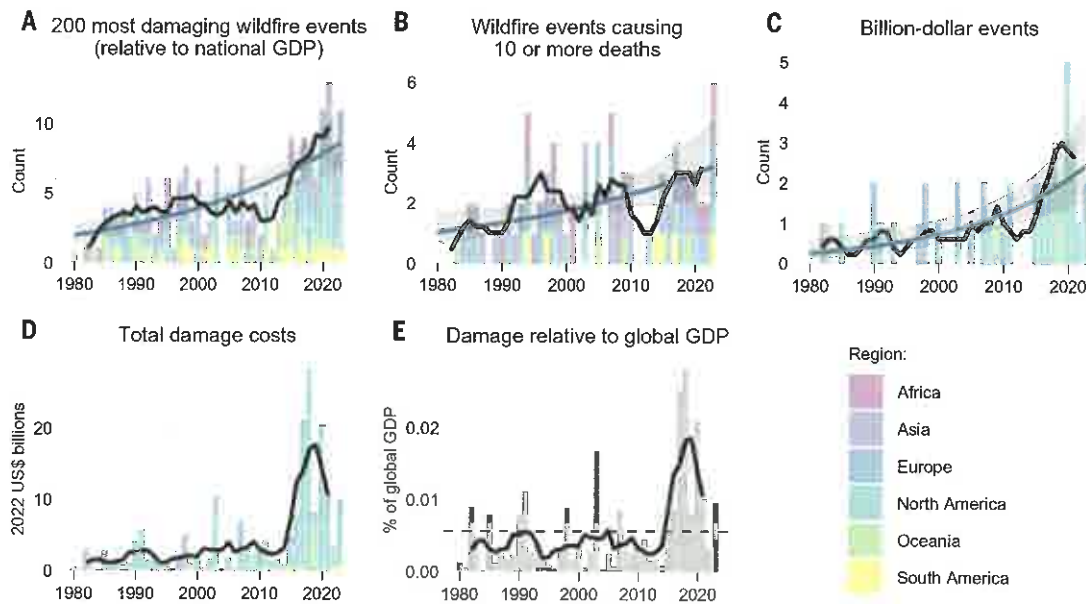 A
200 most damaging wildfire events
(relative to national GDP)
Count
10
5
0
1980 1990 2000 2010 2020
B
Wildfire events causing
10 or more deaths
Count
6
4
2
0
1980 1990 2000 2010 2020
C
Billion-dollar events
Count
5
4
3
2
1
0
1980 1990 2000 2010 2020
D
Total damage costs
2022 US$ billions
20
10
0
1980 1990 2000 2010 2020
E
Damage relative to global GDP
% of global GDP
0.02
0.01
0.00
1980 1990 2000 2010 2020
Region:
Africa
Asia
Europe
North America
Oceania
South America